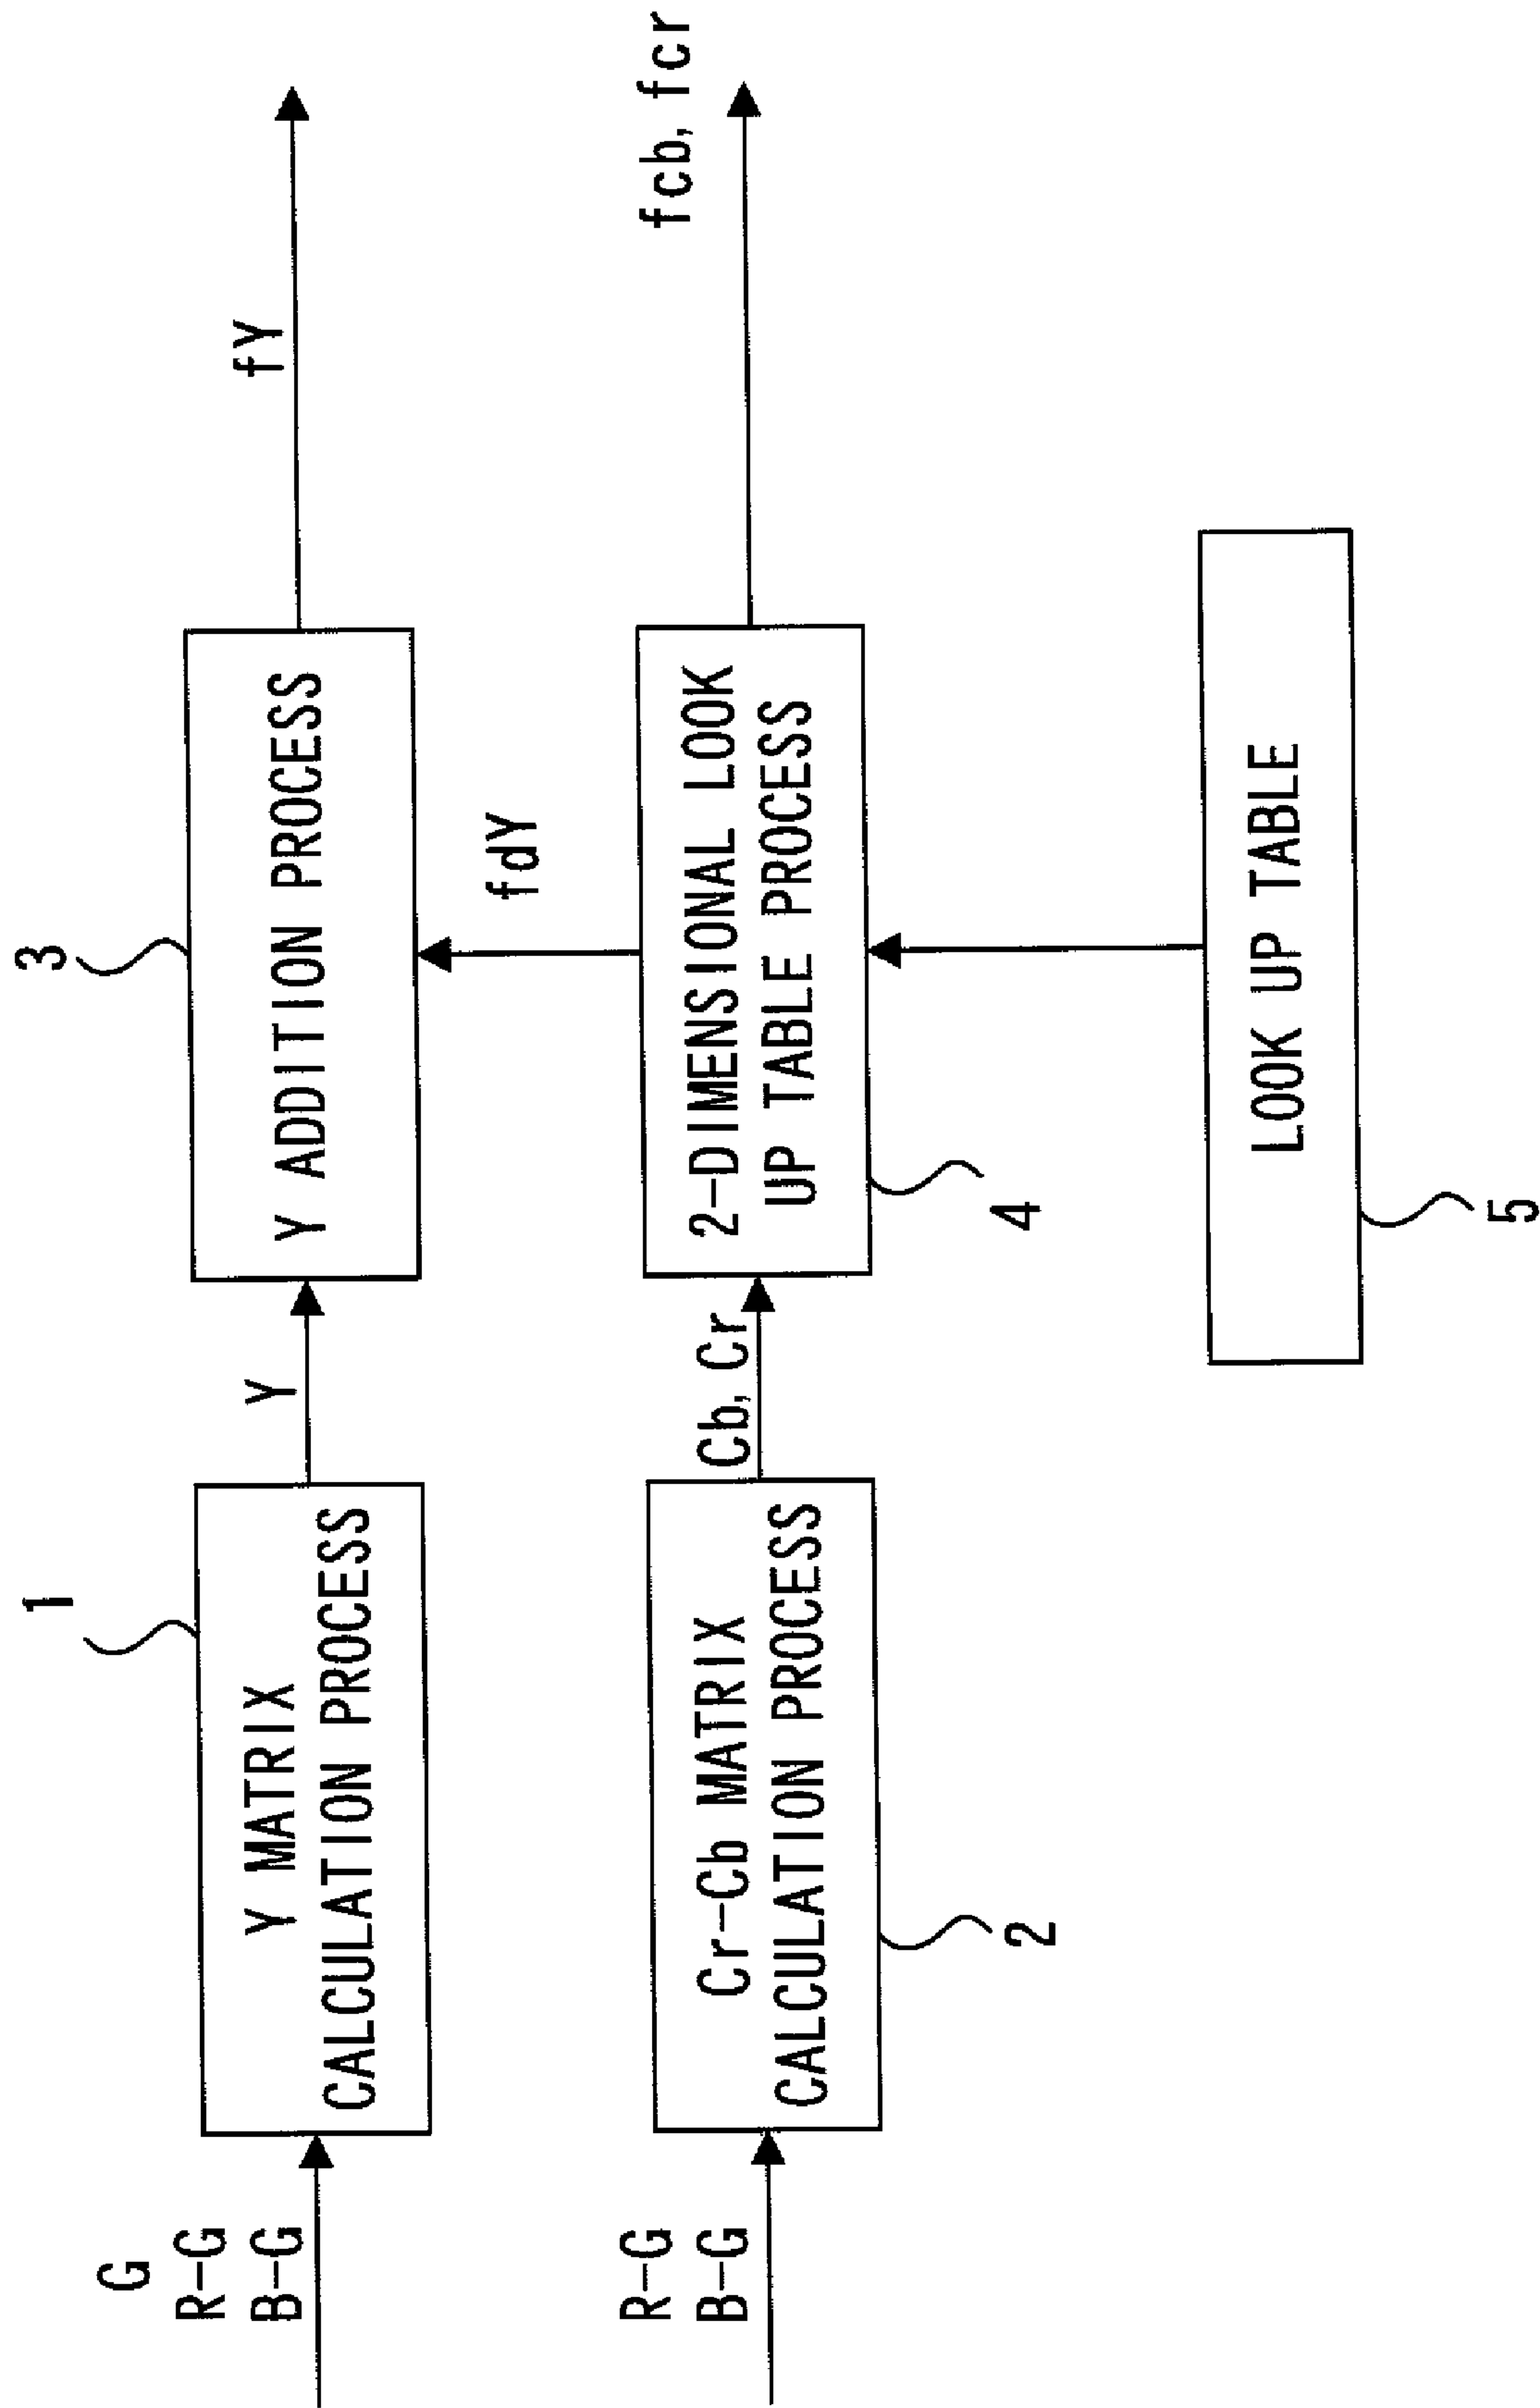 G
R-G
B-G
1
Y MATRIX
CALCULATION PROCESS
Y
3
Y ADDITION PROCESS
fY
fdY
R-G
B-G
Cr-Cb MATRIX
CALCULATION PROCESS
2
Cb, Cr
2-DIMENSIONAL LOOK
UP TABLE PROCESS
4
fcb, fcr
LOOK UP TABLE
5